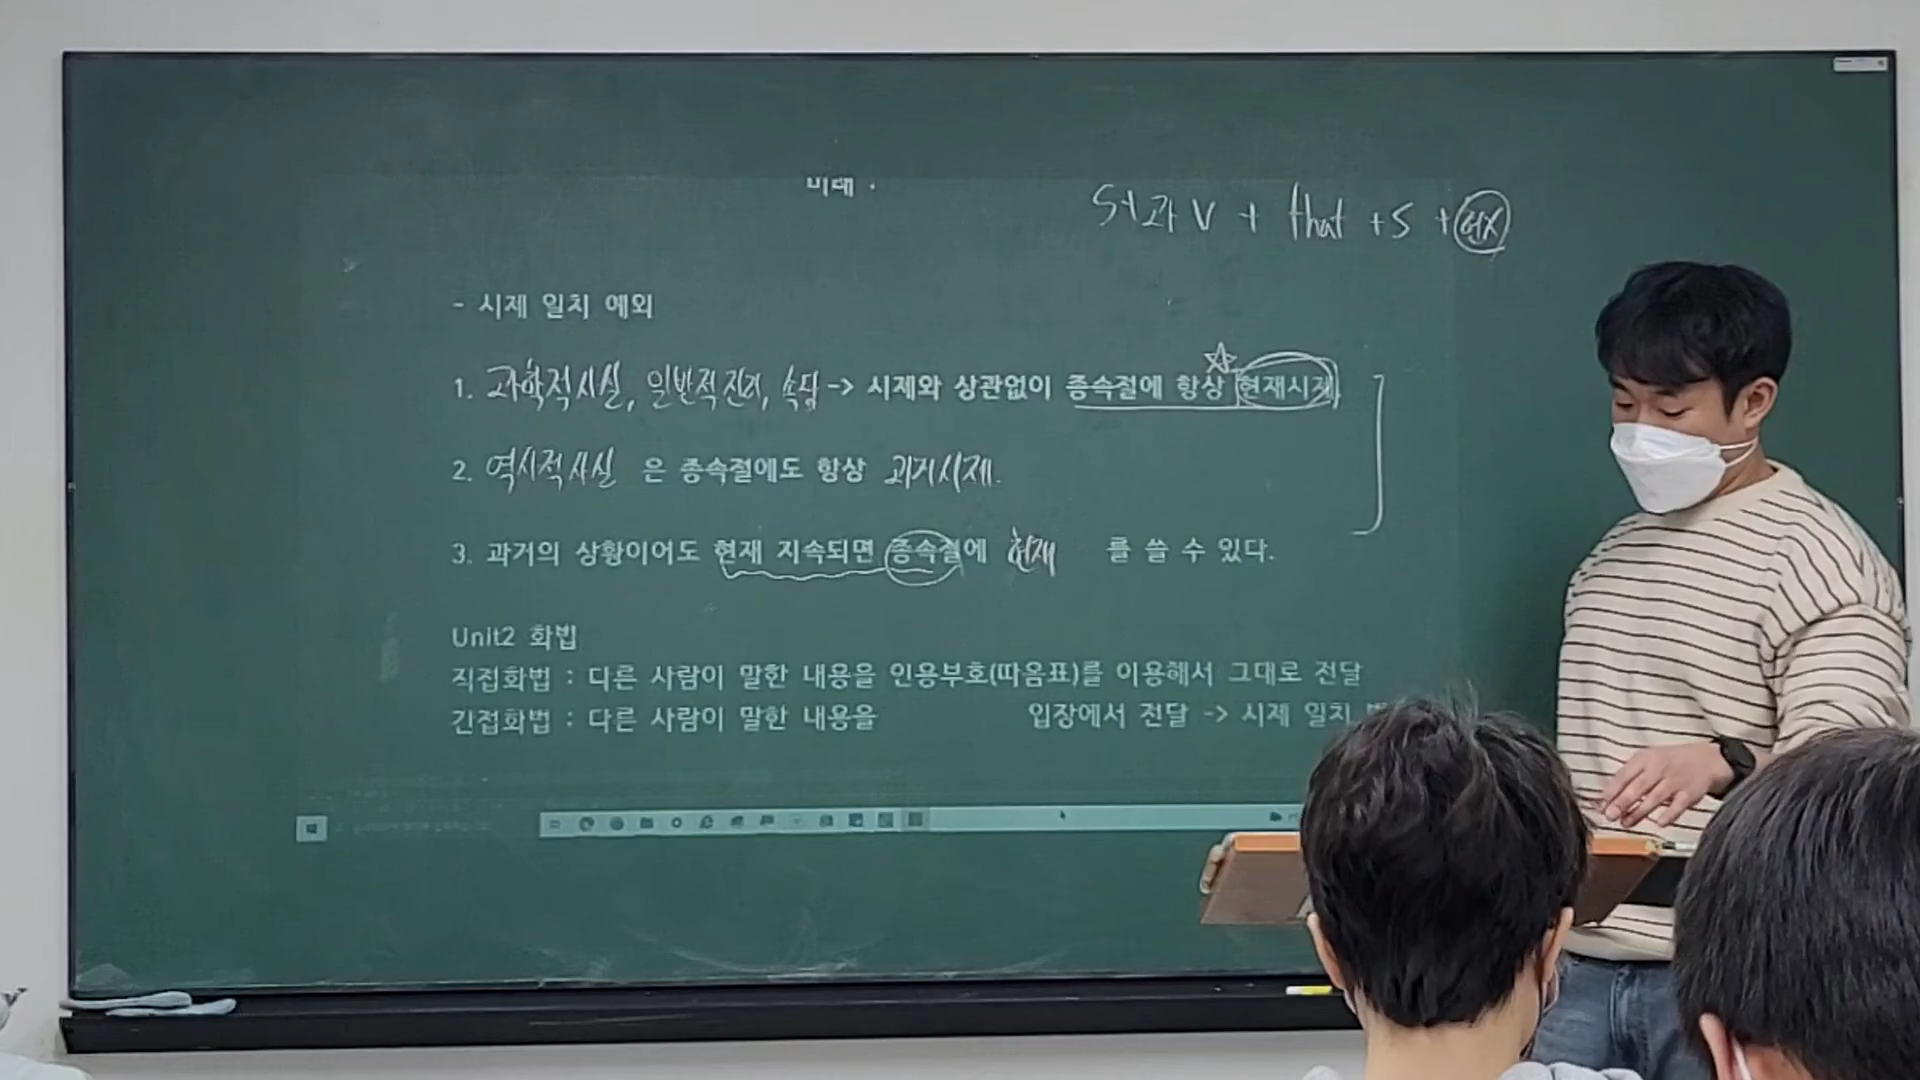 미래 .
S+과 V + that + S + 현X
- 시제 일치 예외
1. 과학적사실, 일반적진리, 속담 -> 시제와 상관없이 종속절에 항상 현재시제
2. 역사적사실 은 종속절에도 항상 과거시제.
3. 과거의 상황이어도 현재 지속되면 종속절에 현재 를 쓸 수 있다.
Unit2 화법
직접화법 : 다른 사람이 말한 내용을 인용부호(따옴표)를 이용해서 그대로 전달
간접화법 : 다른 사람이 말한 내용을 입장에서 전달 -> 시제 일치